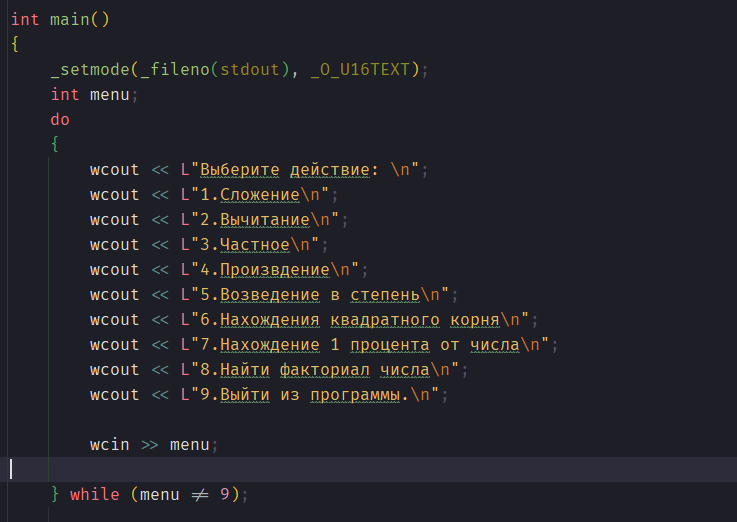 int main()
{
_setmode(_fileno(stdout), _O_U16TEXT);
int menu;
do
{
wcout << L"Выберите действие: \n";
wcout << L"1.Сложение\n";
wcout << L"2.Вычитание\n";
wcout << L"3.Частное\n";
wcout << L"4.Произвдение\n";
wcout << L"5.Возведение в степень\n";
wcout << L"6.Нахождения квадратного корня\n";
wcout << L"7.Нахождение 1 процента от числа\n";
wcout << L"8.Найти факториал числа\n";
wcout << L"9.Выйти из программы.\n";
wcin >> menu;
} while (menu != 9);